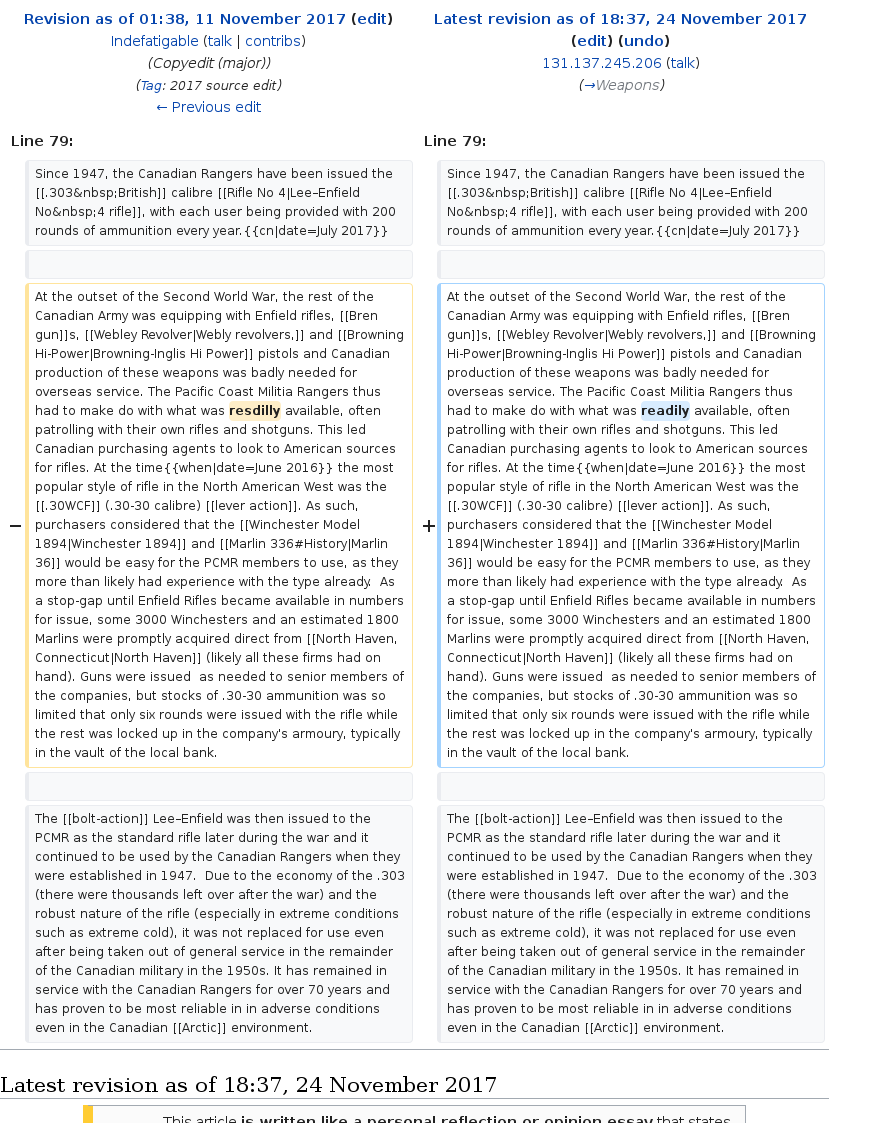 Revision as of 01:38, 11 November 2017 (edit)
Indefatigable (talk | contribs)
(Copyedit (major))
(Tag: 2017 source edit)
← Previous edit
Latest revision as of 18:37, 24 November 2017
(edit) (undo)
131.137.245.206 (talk)
(→Weapons)
Line 79:
Since 1947, the Canadian Rangers have been issued the
[[.303&nbsp;British]] calibre [[Rifle No 4|Lee–Enfield
No&nbsp;4 rifle]], with each user being provided with 200
rounds of ammunition every year.{{cn|date=July 2017}}
−
At the outset of the Second World War, the rest of the
Canadian Army was equipping with Enfield rifles, [[Bren
gun]]s, [[Webley Revolver|Webly revolvers,]] and [[Browning
Hi-Power|Browning-Inglis Hi Power]] pistols and Canadian
production of these weapons was badly needed for
overseas service. The Pacific Coast Militia Rangers thus
had to make do with what was resdilly available, often
patrolling with their own rifles and shotguns. This led
Canadian purchasing agents to look to American sources
for rifles. At the time{{when|date=June 2016}} the most
popular style of rifle in the North American West was the
[[.30WCF]] (.30-30 calibre) [[lever action]]. As such,
purchasers considered that the [[Winchester Model
1894|Winchester 1894]] and [[Marlin 336#History|Marlin
36]] would be easy for the PCMR members to use, as they
more than likely had experience with the type already.  As
a stop-gap until Enfield Rifles became available in numbers
for issue, some 3000 Winchesters and an estimated 1800
Marlins were promptly acquired direct from [[North Haven,
Connecticut|North Haven]] (likely all these firms had on
hand). Guns were issued  as needed to senior members of
the companies, but stocks of .30-30 ammunition was so
limited that only six rounds were issued with the rifle while
the rest was locked up in the company's armoury, typically
in the vault of the local bank.
The [[bolt-action]] Lee–Enfield was then issued to the
PCMR as the standard rifle later during the war and it
continued to be used by the Canadian Rangers when they
were established in 1947.  Due to the economy of the .303
(there were thousands left over after the war) and the
robust nature of the rifle (especially in extreme conditions
such as extreme cold), it was not replaced for use even
after being taken out of general service in the remainder
of the Canadian military in the 1950s. It has remained in
service with the Canadian Rangers for over 70 years and
has proven to be most reliable in in adverse conditions
even in the Canadian [[Arctic]] environment.
Line 79:
Since 1947, the Canadian Rangers have been issued the
[[.303&nbsp;British]] calibre [[Rifle No 4|Lee–Enfield
No&nbsp;4 rifle]], with each user being provided with 200
rounds of ammunition every year.{{cn|date=July 2017}}
+
At the outset of the Second World War, the rest of the
Canadian Army was equipping with Enfield rifles, [[Bren
gun]]s, [[Webley Revolver|Webly revolvers,]] and [[Browning
Hi-Power|Browning-Inglis Hi Power]] pistols and Canadian
production of these weapons was badly needed for
overseas service. The Pacific Coast Militia Rangers thus
had to make do with what was readily available, often
patrolling with their own rifles and shotguns. This led
Canadian purchasing agents to look to American sources
for rifles. At the time{{when|date=June 2016}} the most
popular style of rifle in the North American West was the
[[.30WCF]] (.30-30 calibre) [[lever action]]. As such,
purchasers considered that the [[Winchester Model
1894|Winchester 1894]] and [[Marlin 336#History|Marlin
36]] would be easy for the PCMR members to use, as they
more than likely had experience with the type already.  As
a stop-gap until Enfield Rifles became available in numbers
for issue, some 3000 Winchesters and an estimated 1800
Marlins were promptly acquired direct from [[North Haven,
Connecticut|North Haven]] (likely all these firms had on
hand). Guns were issued  as needed to senior members of
the companies, but stocks of .30-30 ammunition was so
limited that only six rounds were issued with the rifle while
the rest was locked up in the company's armoury, typically
in the vault of the local bank.
The [[bolt-action]] Lee–Enfield was then issued to the
PCMR as the standard rifle later during the war and it
continued to be used by the Canadian Rangers when they
were established in 1947.  Due to the economy of the .303
(there were thousands left over after the war) and the
robust nature of the rifle (especially in extreme conditions
such as extreme cold), it was not replaced for use even
after being taken out of general service in the remainder
of the Canadian military in the 1950s. It has remained in
service with the Canadian Rangers for over 70 years and
has proven to be most reliable in in adverse conditions
even in the Canadian [[Arctic]] environment.
Latest revision as of 18:37, 24 November 2017
This article is written like a personal reflection or opinion essay that states